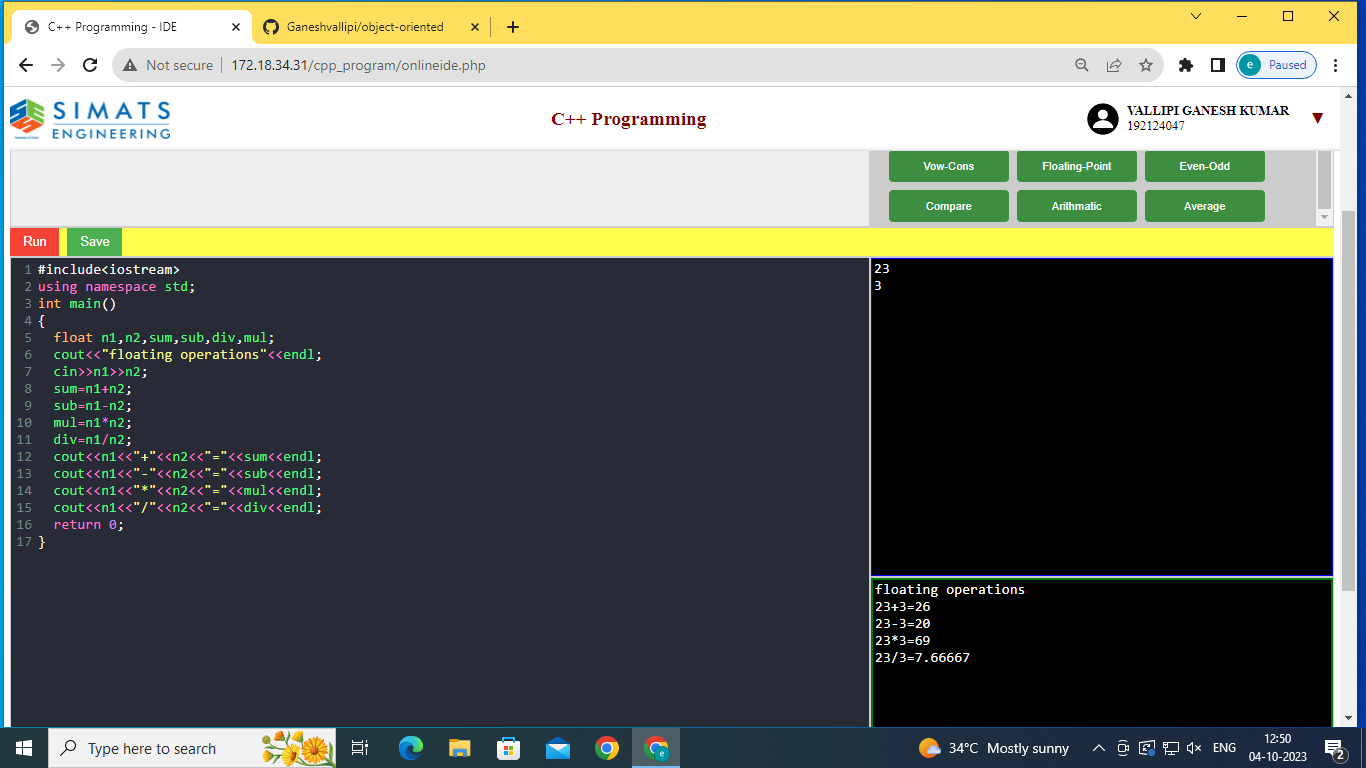 C++ Programming - IDE
Ganeshvallipi/object-oriented
Not secure
172.18.34.31/cpp_program/onlineide.php
e
Paused
SIMATS
ENGINEERING
C++ Programming
VALLIPI GANESH KUMAR
192124047
Vow-Cons Floating-Point Even-Odd
Compare Arithmatic Average
Run Save
1 #include<iostream>
2 using namespace std;
3 int main()
4 {
5 float n1,n2,sum,sub,div,mul;
6 cout<<"floating operations"<<endl;
7 cin>>n1>>n2;
8 sum=n1+n2;
9 sub=n1-n2;
10 mul=n1*n2;
11 div=n1/n2;
12 cout<<n1<<"+"<<n2<<"="<<sum<<endl;
13 cout<<n1<<"-"<<n2<<"="<<sub<<endl;
14 cout<<n1<<"*"<<n2<<"="<<mul<<endl;
15 cout<<n1<<"/"<<n2<<"="<<div<<endl;
16 return 0;
17 }
23
3
floating operations
23+3=26
23-3=20
23*3=69
23/3=7.66667
Type here to search
34°C Mostly sunny
ENG
12:50
04-10-2023
2